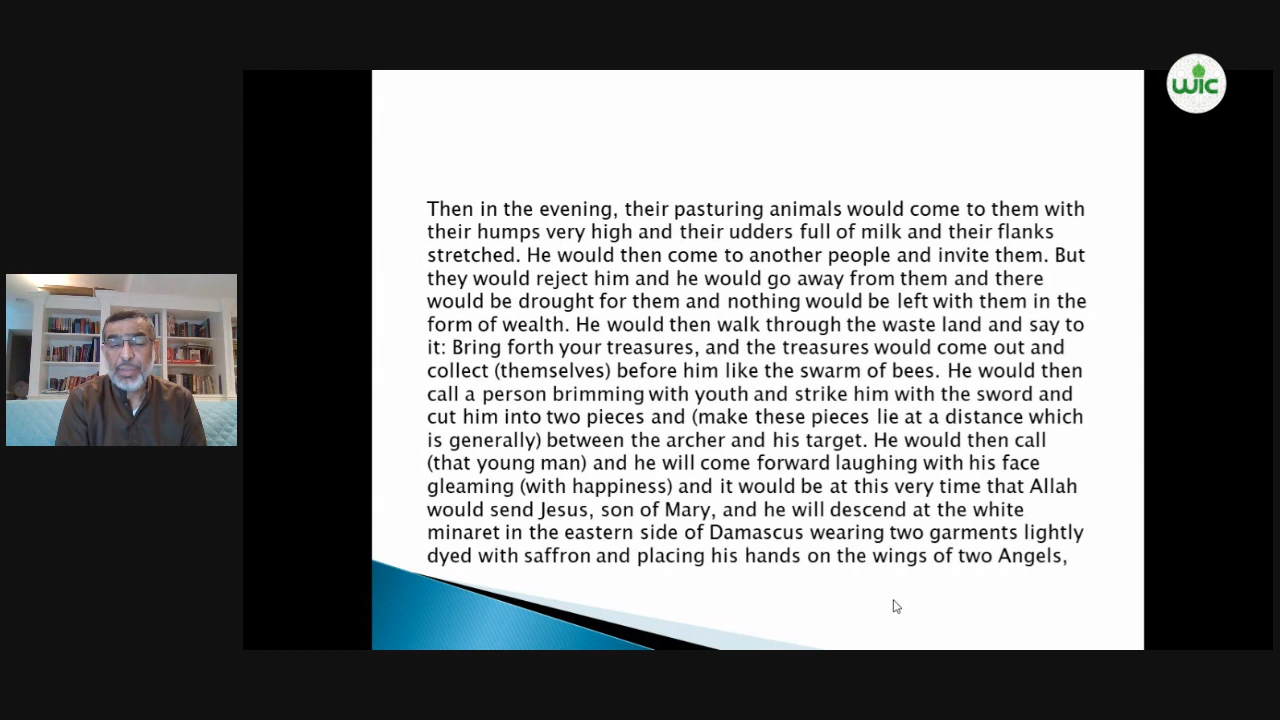 WIC
Then in the evening, their pasturing animals would come to them with
their humps very high and their udders full of milk and their flanks
stretched. He would then come to another people and invite them. But
they would reject him and he would go away from them and there
would be drought for them and nothing would be left with them in the
form of wealth. He would then walk through the waste land and say to
it: Bring forth your treasures, and the treasures would come out and
collect (themselves) before him like the swarm of bees. He would then
call a person brimming with youth and strike him with the sword and
cut him into two pieces and (make these pieces lie at a distance which
is generally) between the archer and his target. He would then call
(that young man) and he will come forward laughing with his face
gleaming (with happiness) and it would be at this very time that Allah
would send Jesus, son of Mary, and he will descend at the white
minaret in the eastern side of Damascus wearing two garments lightly
dyed with saffron and placing his hands on the wings of two Angels,